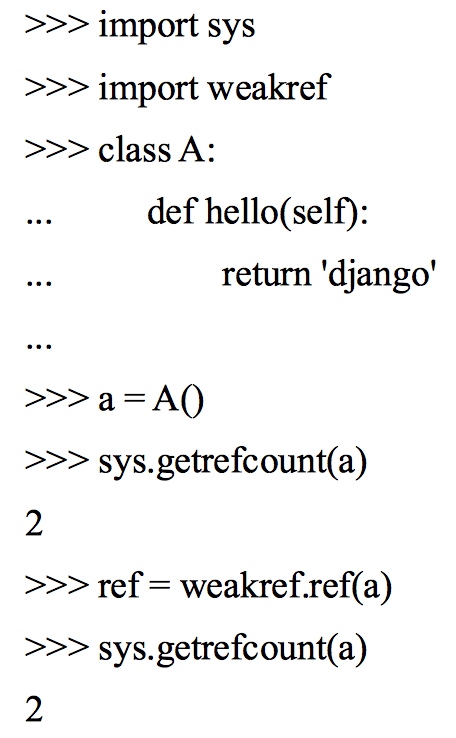 >>> import sys
>>> import weakref
>>> class A:
...         def hello(self):
...                 return 'django'
...
>>> a = A()
>>> sys.getrefcount(a)
2
>>> ref = weakref.ref(a)
>>> sys.getrefcount(a)
2